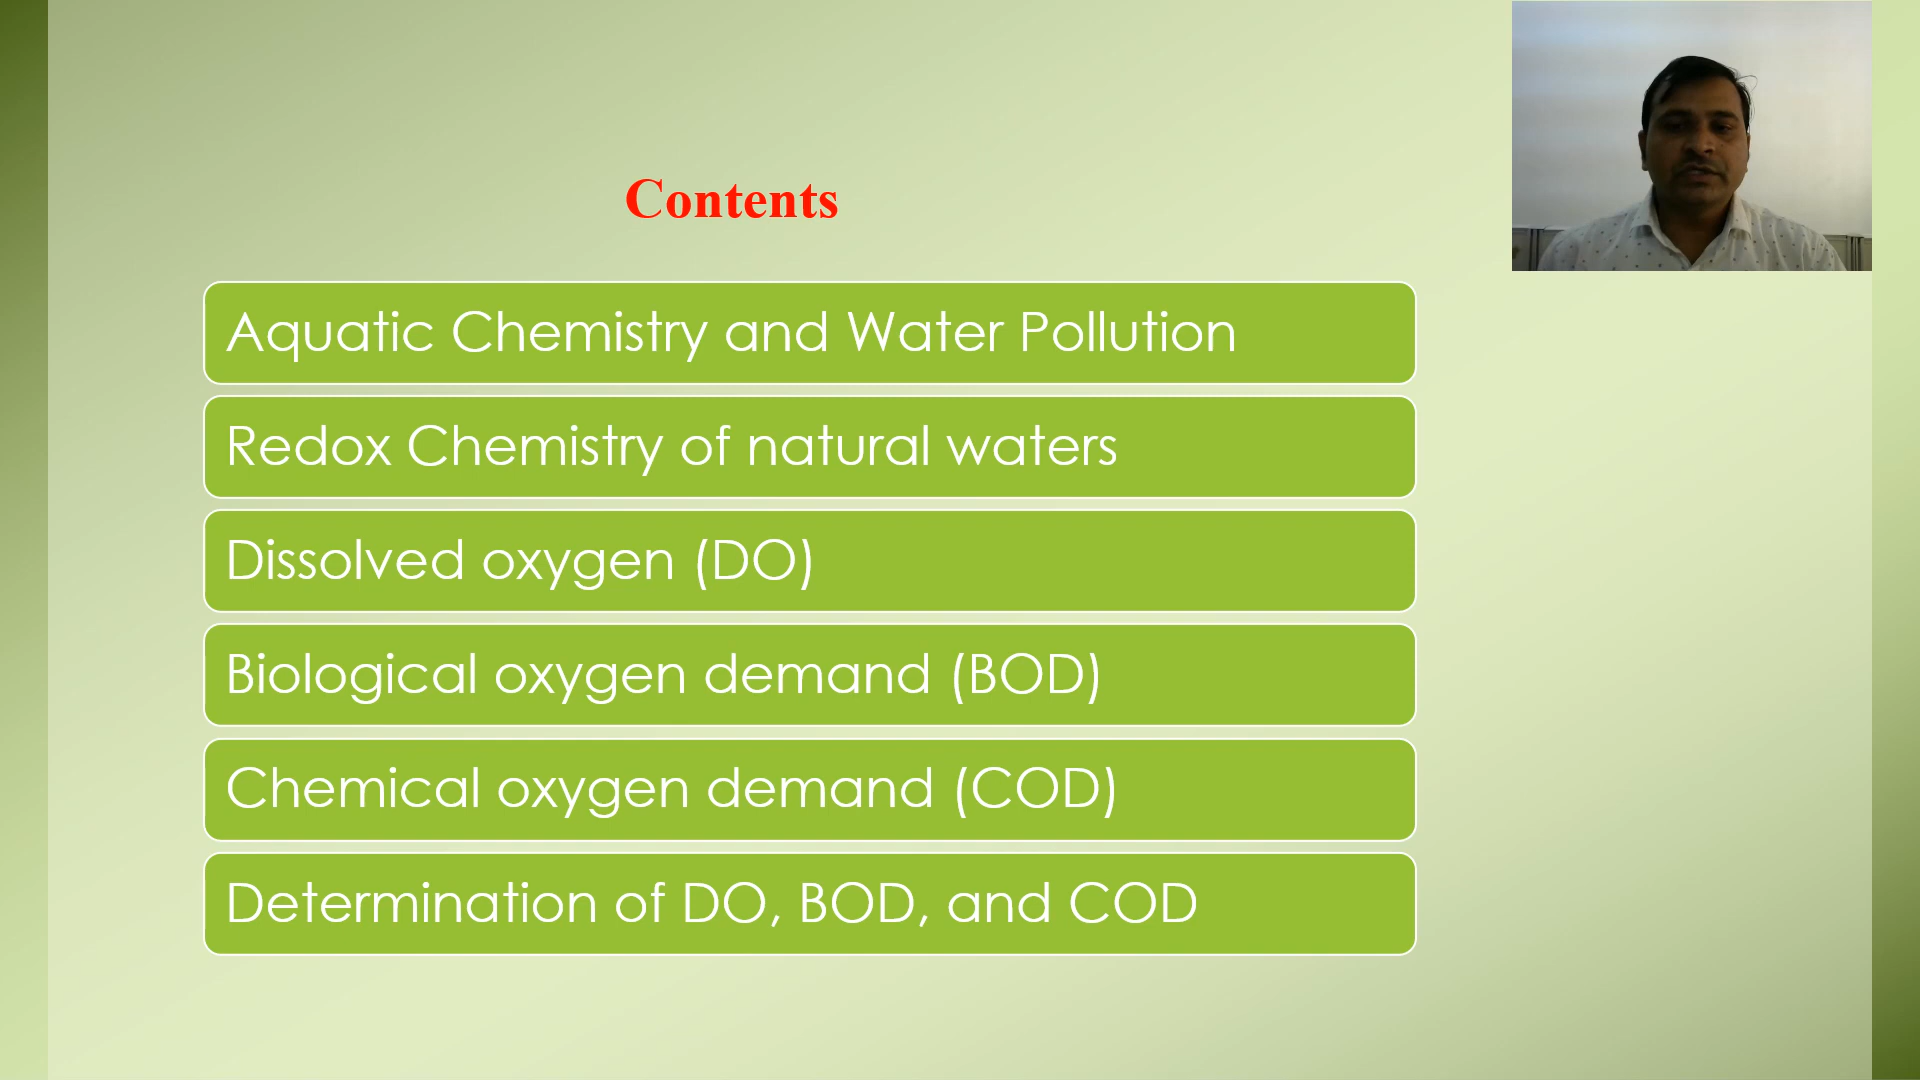 Contents
Aquatic Chemistry and Water Pollution
Redox Chemistry of natural waters
Dissolved oxygen (DO)
Biological oxygen demand (BOD)
Chemical oxygen demand (COD)
Determination of DO, BOD, and COD